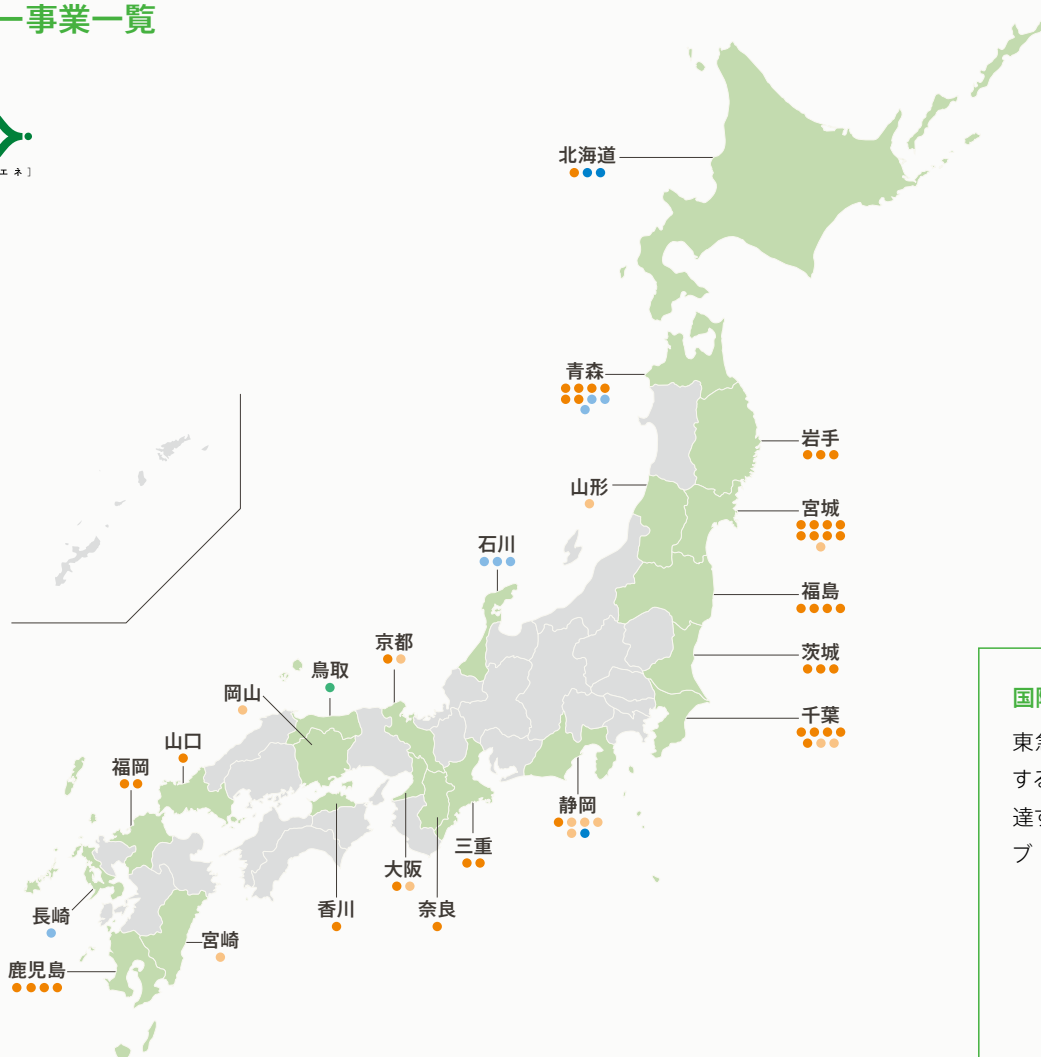 ー事業一覧
エネ］
北海道
青森
岩手
山形
宮城
石川
福島
京都
茨城
鳥取
岡山
千葉
山口
福岡
静岡
三重
大阪
香川
奈良
長崎
宮崎
鹿児島
国際
東急
する
達す
ブ（